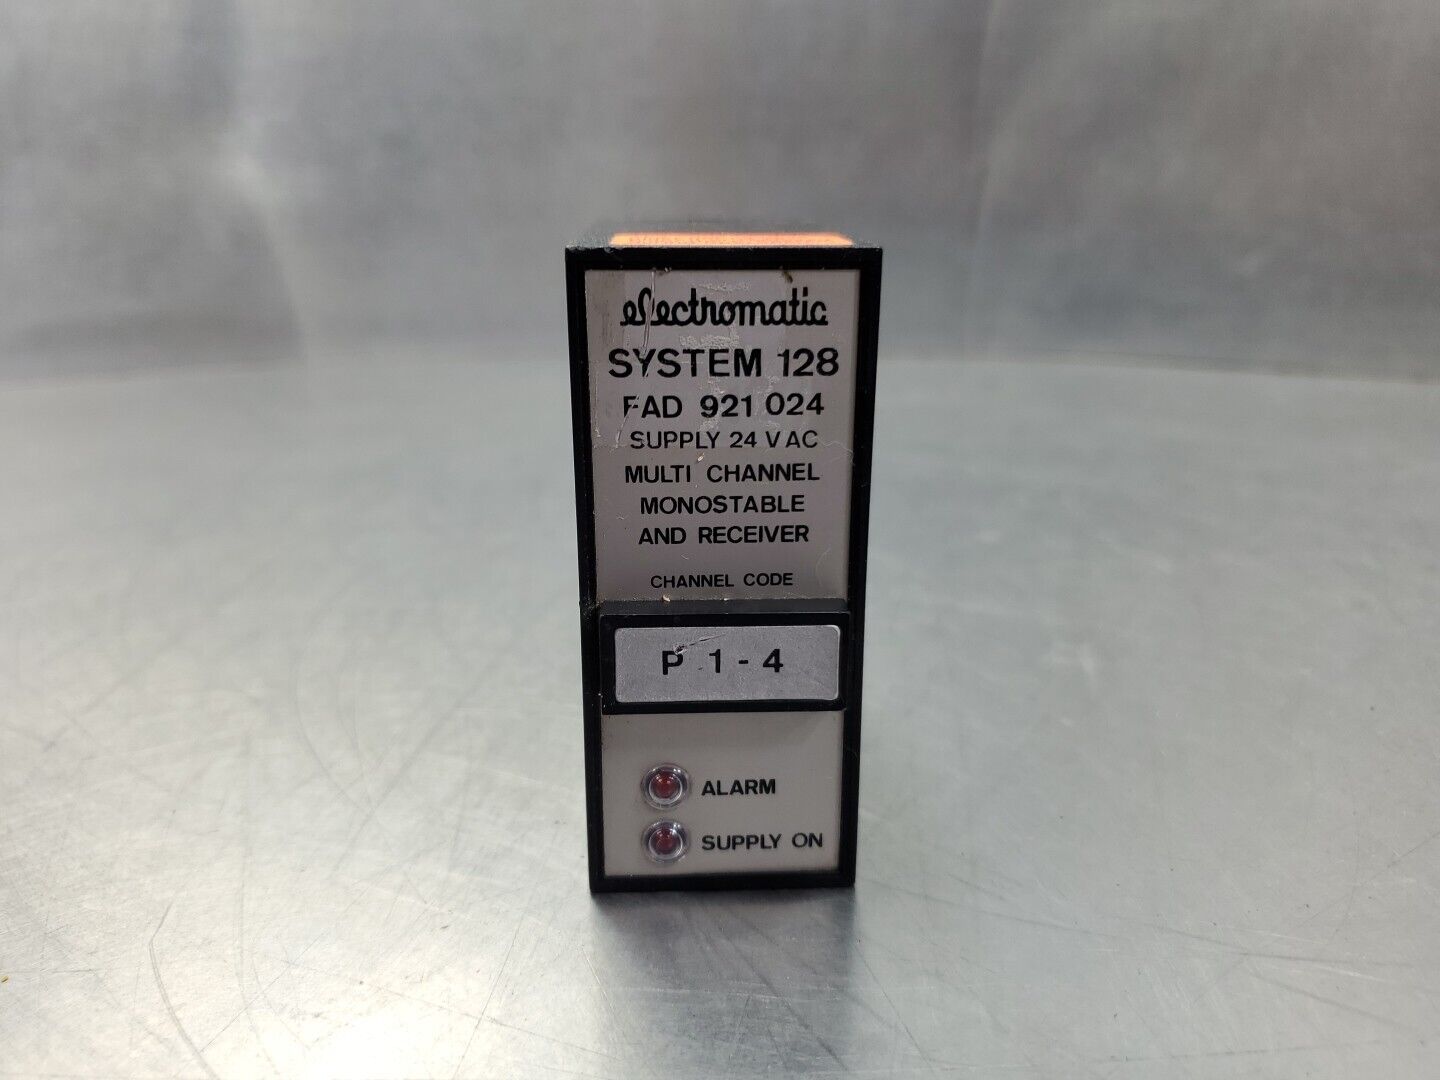 electromatic
SYSTEM 128
FAD 921 024
SUPPLY 24 V AC
MULTI CHANNEL
MONOSTABLE
AND RECEIVER
CHANNEL CODE
P 1 - 4
ALARM
SUPPLY ON